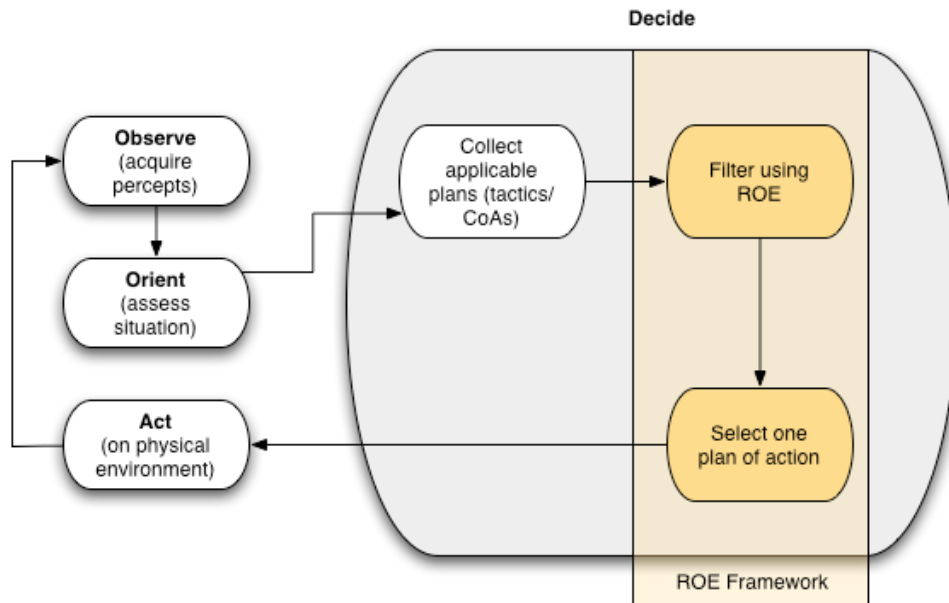 Decide
Observe
(acquire
percepts)
Collect
applicable
plans (tactics/
CoAs)
Filter using
ROE
Orient
(assess
situation)
Act
(on physical
environment)
Select one
plan of action
ROE Framework